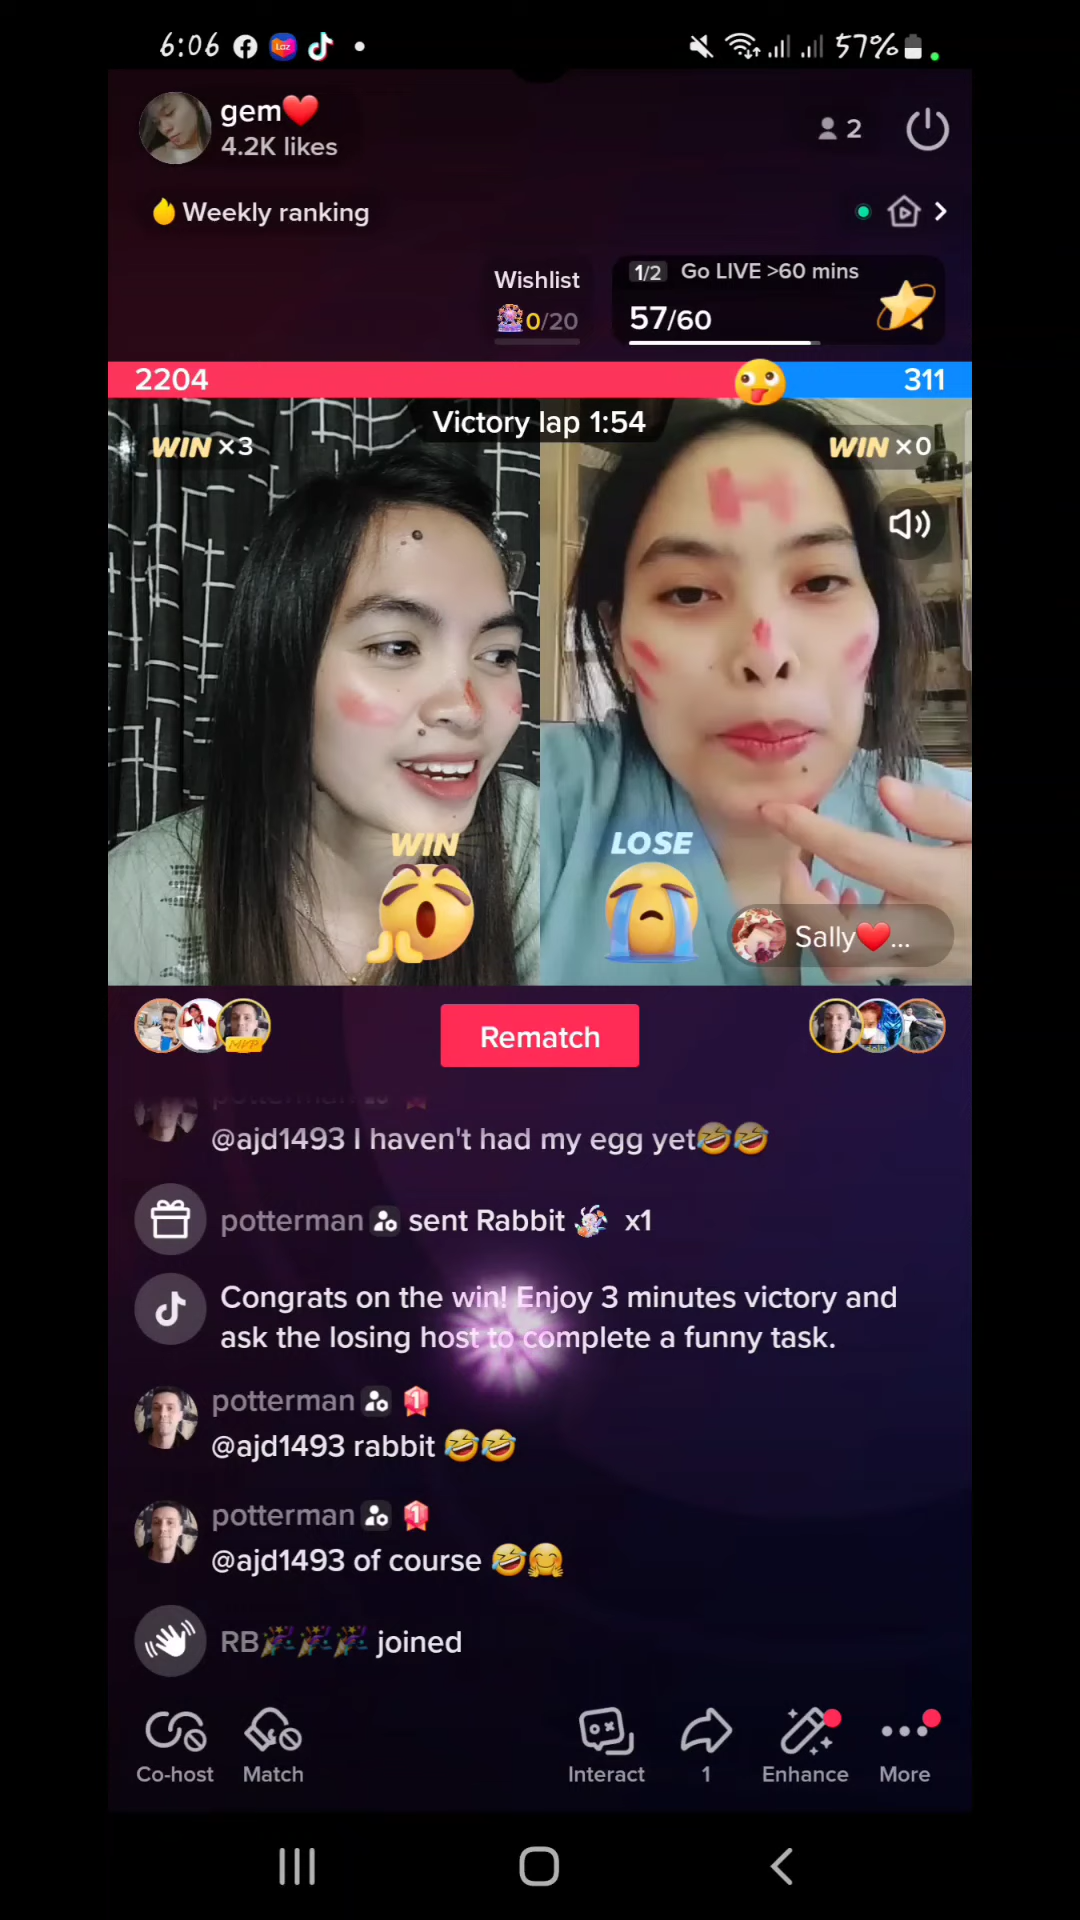 6:06 57%
gem❤️
4.2K likes
2
Weekly ranking
Wishlist
0/20
1/2 Go LIVE >60 mins
57/60
2204 311
Victory lap 1:54
WIN ×3 WIN ×0
WIN LOSE
Sally❤️...
MVP
Rematch
potterman
@ajd1493 I haven't had my egg yet🤣🤣
potterman sent Rabbit x1
Congrats on the win! Enjoy 3 minutes victory and
ask the losing host to complete a funny task.
potterman 1
@ajd1493 rabbit 🤣🤣
potterman 1
@ajd1493 of course 🤣🤗
RB🎉🎉🎉 joined
Co-host Match Interact 1 Enhance More